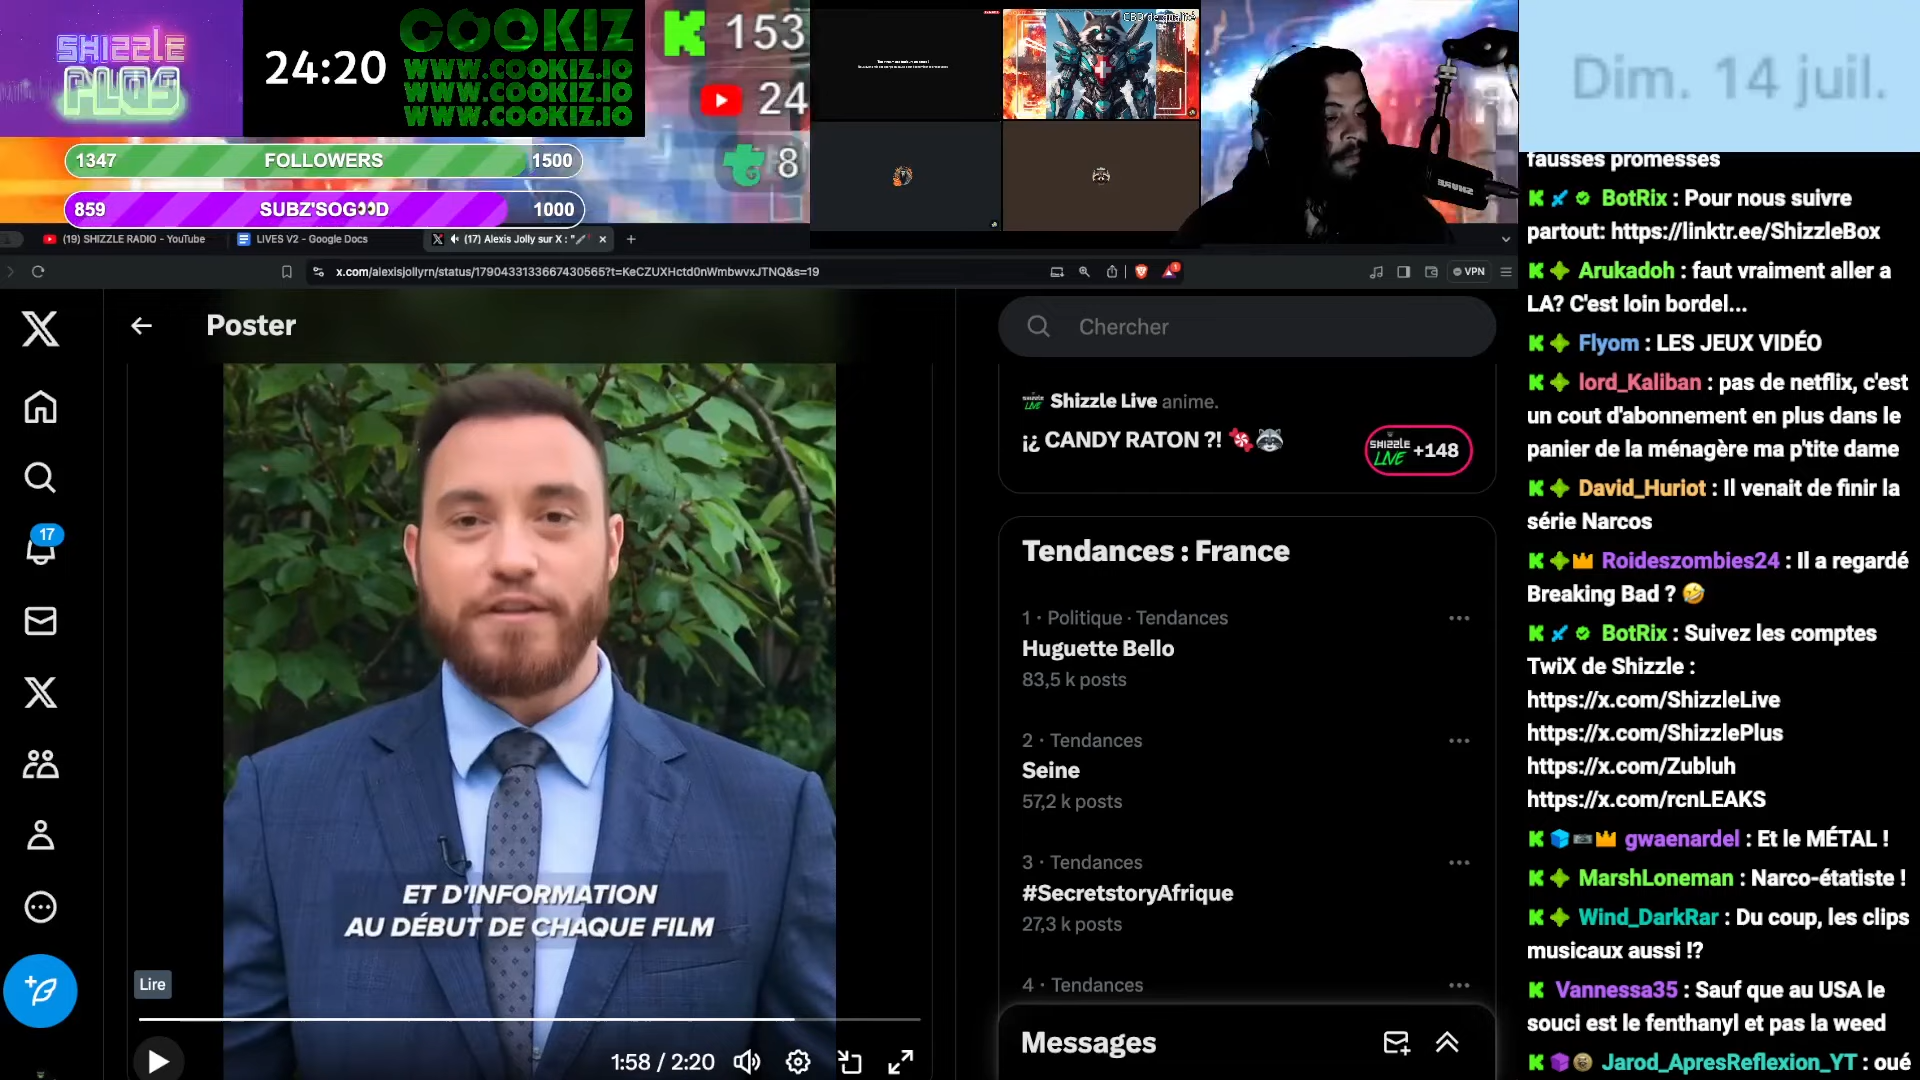 SHIZZLE
PLUS
24:20
COOKIZ
WWW.COOKIZ.IO
WWW.COOKIZ.IO
WWW.COOKIZ.IO
153
24
8
1347 FOLLOWERS 1500
859 SUBZ'SOG👀D 1000
CBD de qualité
SHURE
Dim. 14 juil.
(19) SHIZZLE RADIO - YouTube
LIVES V2 - Google Docs
(17) Alexis Jolly sur X : "
x.com/alexisjollyrn/status/1790433133667430565?t=KeCZUXHctd0nWmbwvxJTNQ&s=19
VPN
Poster
17
ET D'INFORMATION
AU DÉBUT DE CHAQUE FILM
Lire
1:58 / 2:20
Chercher
Shizzle Live anime.
¡¿ CANDY RATON ?! 🍬🦝
SHIZZLE
LIVE +148
Tendances : France
1 · Politique · Tendances
Huguette Bello
83,5 k posts
2 · Tendances
Seine
57,2 k posts
3 · Tendances
#SecretstoryAfrique
27,3 k posts
4 · Tendances
Messages
fausses promesses
BotRix : Pour nous suivre
partout: https://linktr.ee/ShizzleBox
Arukadoh : faut vraiment aller a
LA? C'est loin bordel...
Flyom : LES JEUX VIDÉO
lord_Kaliban : pas de netflix, c'est
un cout d'abonnement en plus dans le
panier de la ménagère ma p'tite dame
David_Huriot : Il venait de finir la
série Narcos
Roideszombies24 : Il a regardé
Breaking Bad ? 🤣
BotRix : Suivez les comptes
TwiX de Shizzle :
https://x.com/ShizzleLive
https://x.com/ShizzlePlus
https://x.com/Zubluh
https://x.com/rcnLEAKS
gwaenardel : Et le MÉTAL !
MarshLoneman : Narco-étatiste !
Wind_DarkRar : Du coup, les clips
musicaux aussi !?
Vannessa35 : Sauf que au USA le
souci est le fenthanyl et pas la weed
Jarod_ApresReflexion_YT : oué